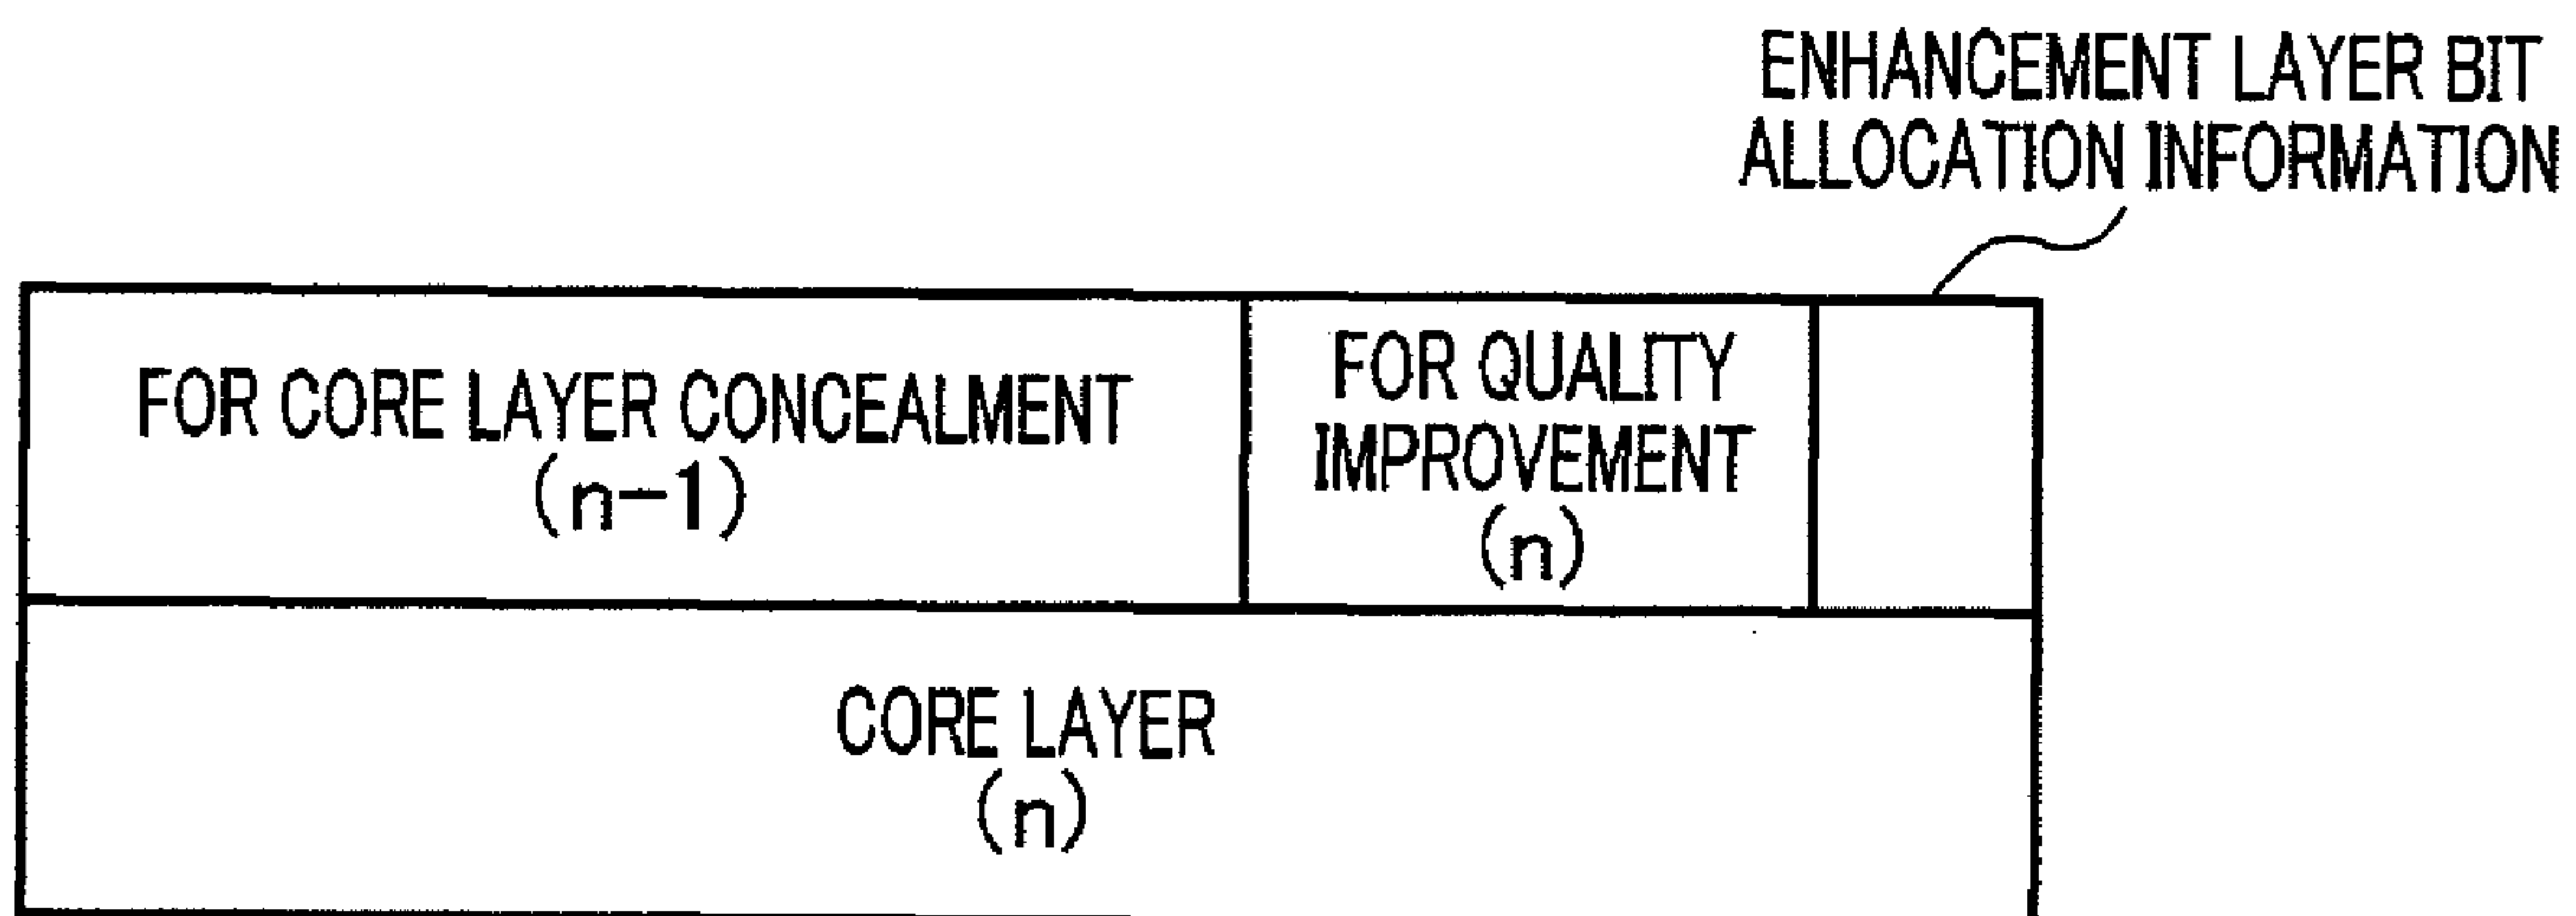 ENHANCEMENT LAYER BIT
ALLOCATION INFORMATION
FOR CORE LAYER CONCEALMENT
(n-1)
FOR QUALITY
IMPROVEMENT
(n)
CORE LAYER
(n)